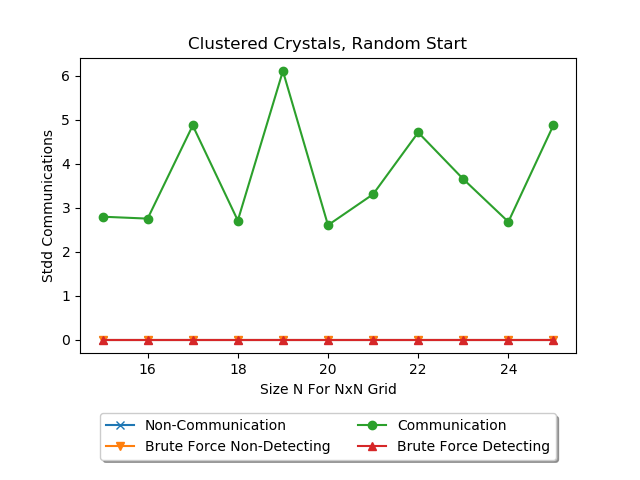 Clustered Crystals, Random Start
6
5
4
3
2
1
0
Stdd Communications
16 18 20 22 24
Size N For NxN Grid
Non-Communication Communication
Brute Force Non-Detecting Brute Force Detecting